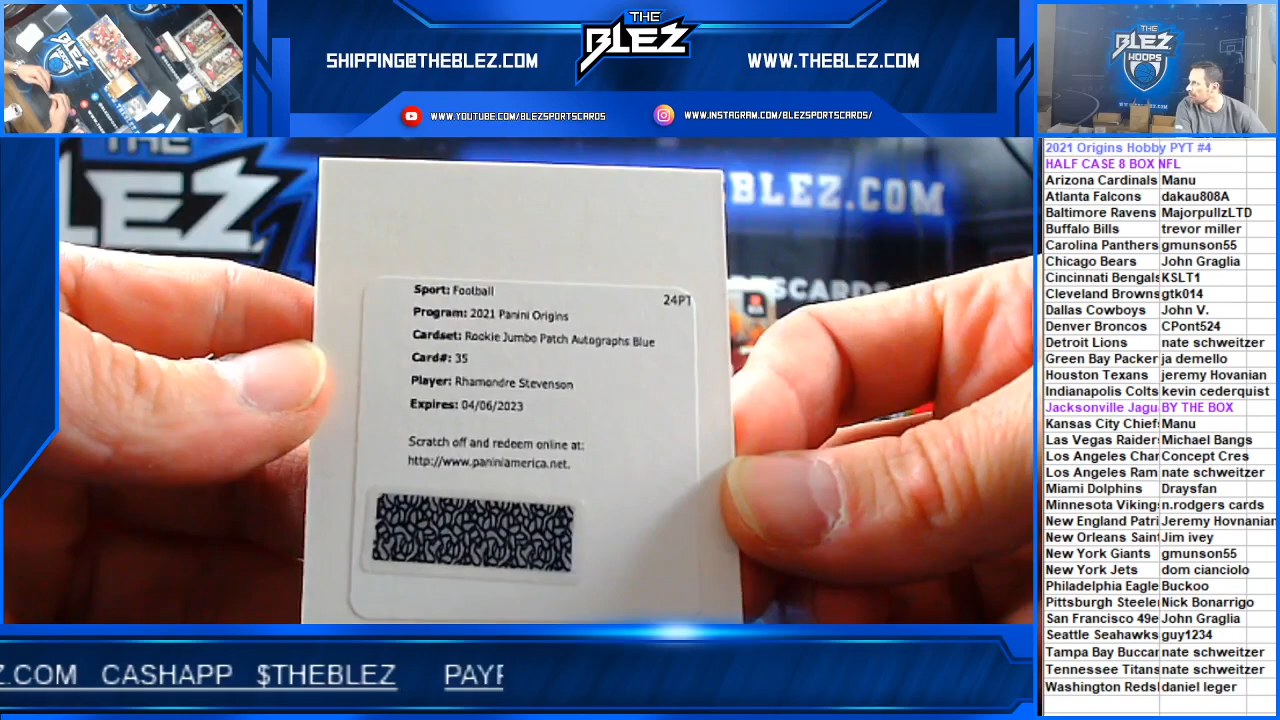 THE
BLEZ
SHIPPING@THEBLEZ.COM
WWW.THEBLEZ.COM
WWW.YOUTUBE.COM/BLEZSPORTSCARDS
WWW.INSTAGRAM.COM/BLEZSPORTSCARDS/
THE
BLEZ
HOOPS
THE
LEZ
BLEZ.COM
Sport: Football
24PT
Program: 2021 Panini Origins
Cardset: Rookie Jumbo Patch Autographs Blue
Card#: 35
Player: Rhamondre Stevenson
Expires: 04/06/2023
Scratch off and redeem online at:
http://www.paniniamerica.net.
Z.COM CASHAPP $THEBLEZ PAYP
2021 Origins Hobby PYT #4
HALF CASE 8 BOX NFL
Arizona Cardinals Manu
Atlanta Falcons dakau808A
Baltimore Ravens MajorpullzLTD
Buffalo Bills trevor miller
Carolina Panthers gmunson55
Chicago Bears John Graglia
Cincinnati Bengals KSLT1
Cleveland Browns gtk014
Dallas Cowboys John V.
Denver Broncos CPont524
Detroit Lions nate schweitzer
Green Bay Packer ja demello
Houston Texans jeremy Hovanian
Indianapolis Colts kevin cederquist
Jacksonville Jagu BY THE BOX
Kansas City Chief Manu
Las Vegas Raider Michael Bangs
Los Angeles Char Concept Cres
Los Angeles Ram nate schweitzer
Miami Dolphins Draysfan
Minnesota Viking n.rodgers cards
New England Patri Jeremy Hovnanian
New Orleans Saint Jim ivey
New York Giants gmunson55
New York Jets dom cianciolo
Philadelphia Eagle Buckoo
Pittsburgh Steele Nick Bonarrigo
San Francisco 49e John Graglia
Seattle Seahawks guy1234
Tampa Bay Buccar nate schweitzer
Tennessee Titans nate schweitzer
Washington Reds daniel leger